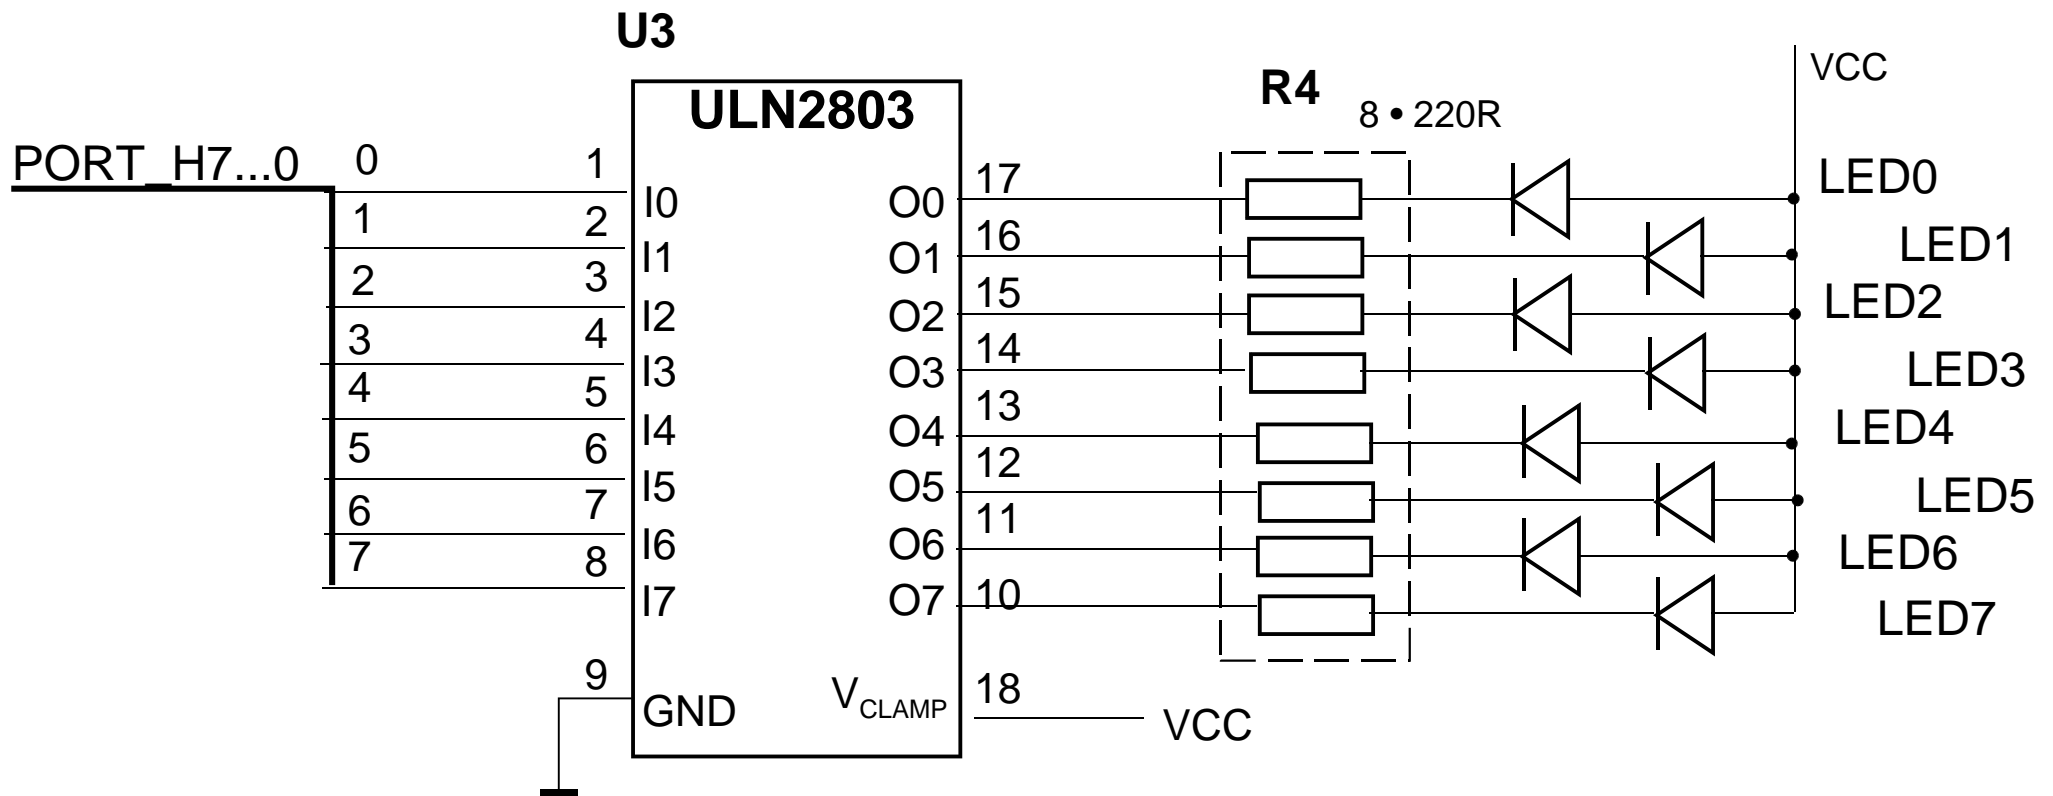 U3
VCC
R4
8 • 220R
ULN2803
PORT_H7...0
0 1 I0 O0 17 LED0
1 2 I1 O1 16 LED1
2 3 I2 O2 15 LED2
3 4 I3 O3 14 LED3
4 5 I4 O4 13 LED4
5 6 I5 O5 12 LED5
6 7 I6 O6 11 LED6
7 8 I7 O7 10 LED7
9 GND VCLAMP 18 VCC